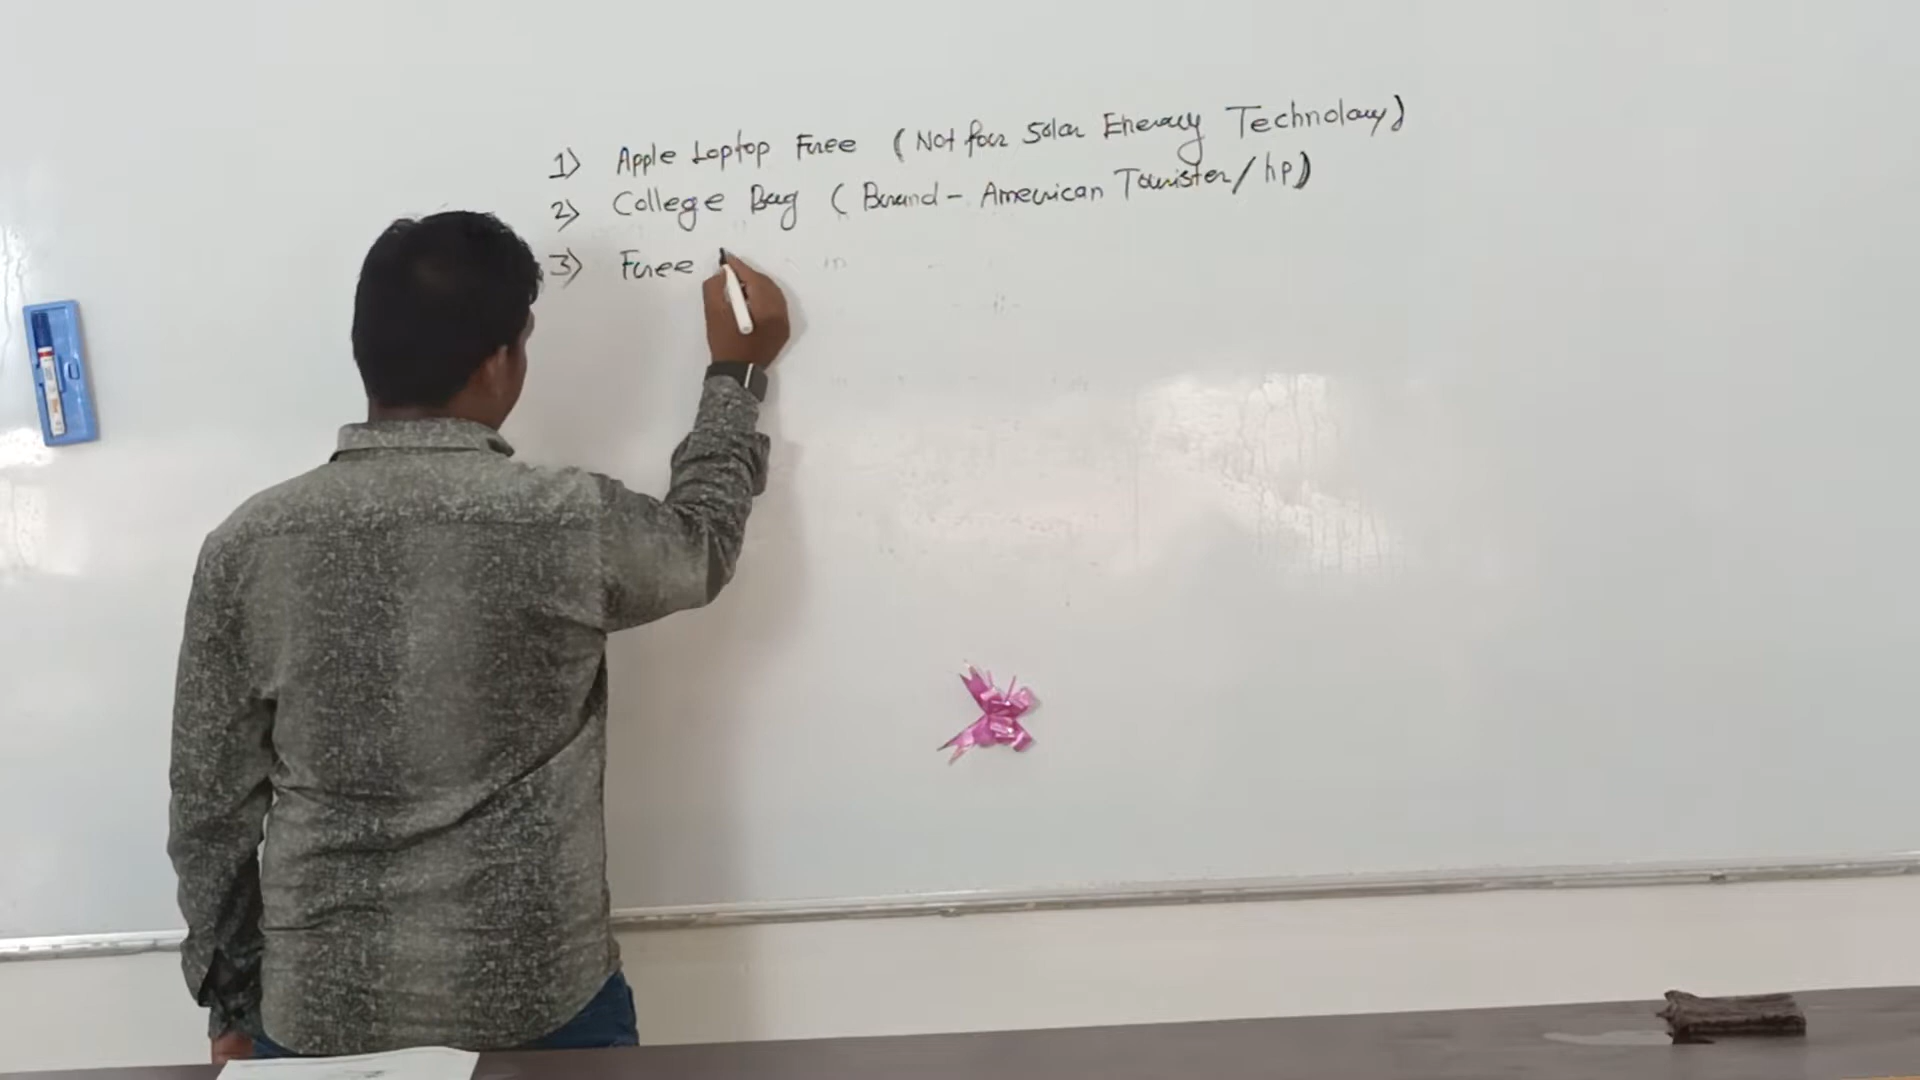 1) Apple Laptop Free (Not for Solar Energy Technology)
2) College Bag (Brand - American Tourister/hp)
3) Free